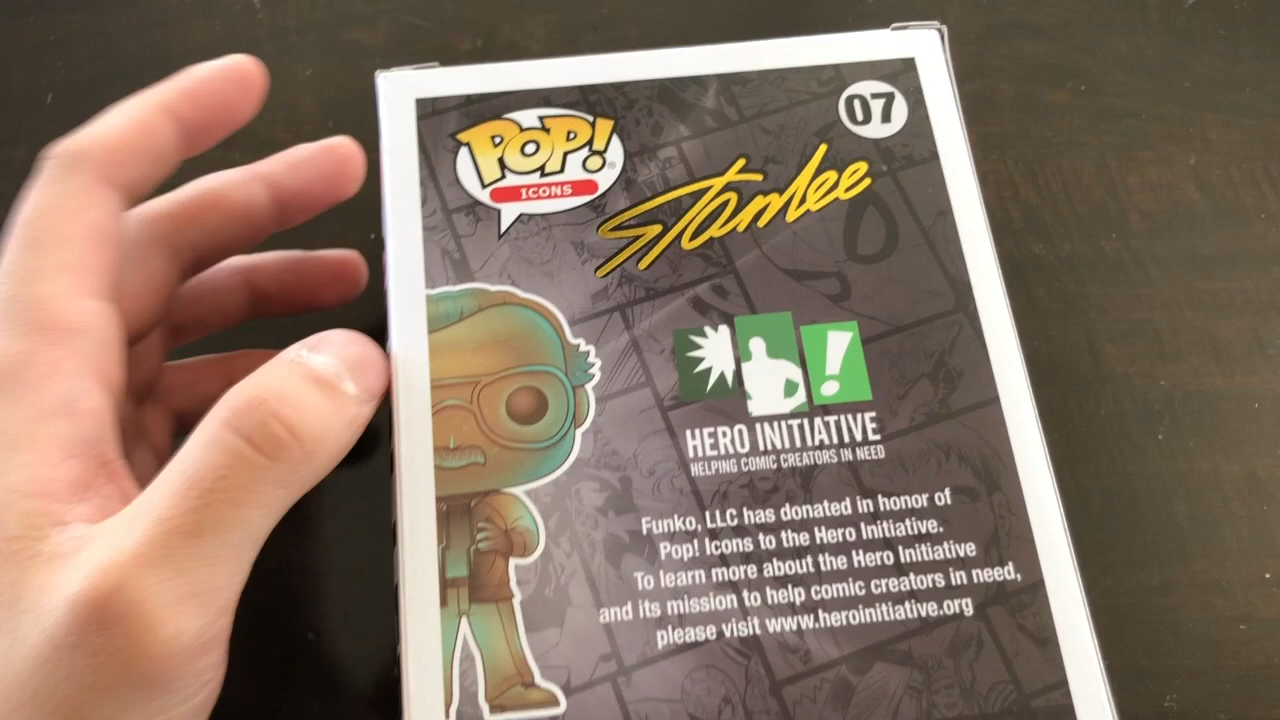 POP!
ICONS
07
Stan Lee
HERO INITIATIVE
HELPING COMIC CREATORS IN NEED
Funko, LLC has donated in honor of
Pop! Icons to the Hero Initiative.
To learn more about the Hero Initiative
and its mission to help comic creators in need,
please visit www.heroinitiative.org